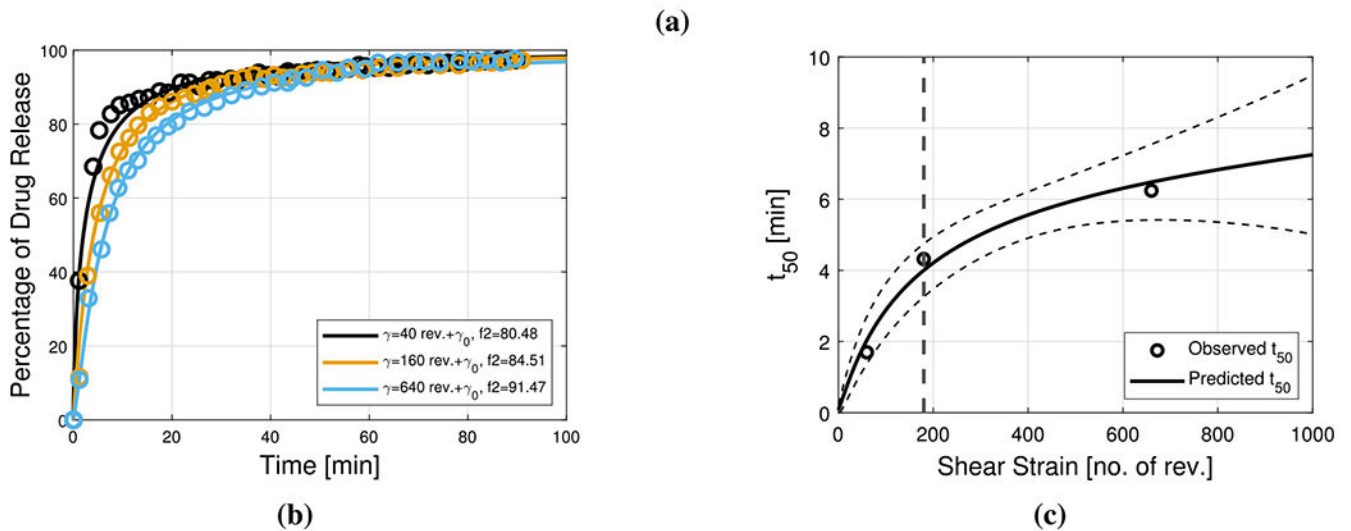 (a)
Percentage of Drug Release
100
80
60
40
20
0
0 20 40 60 80 100
Time [min]
γ=40 rev.+γ₀, f2=80.48
γ=160 rev.+γ₀, f2=84.51
γ=640 rev.+γ₀, f2=91.47
(b)
t₅₀ [min]
10
8
6
4
2
0
0 200 400 600 800 1000
Shear Strain [no. of rev.]
Observed t₅₀
Predicted t₅₀
(c)